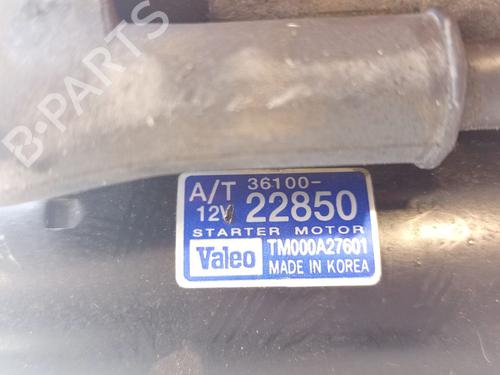 B-PARTS
A/T 36100-
12V 22850
STARTER MOTOR
Valeo TM000A27601
MADE IN KOREA